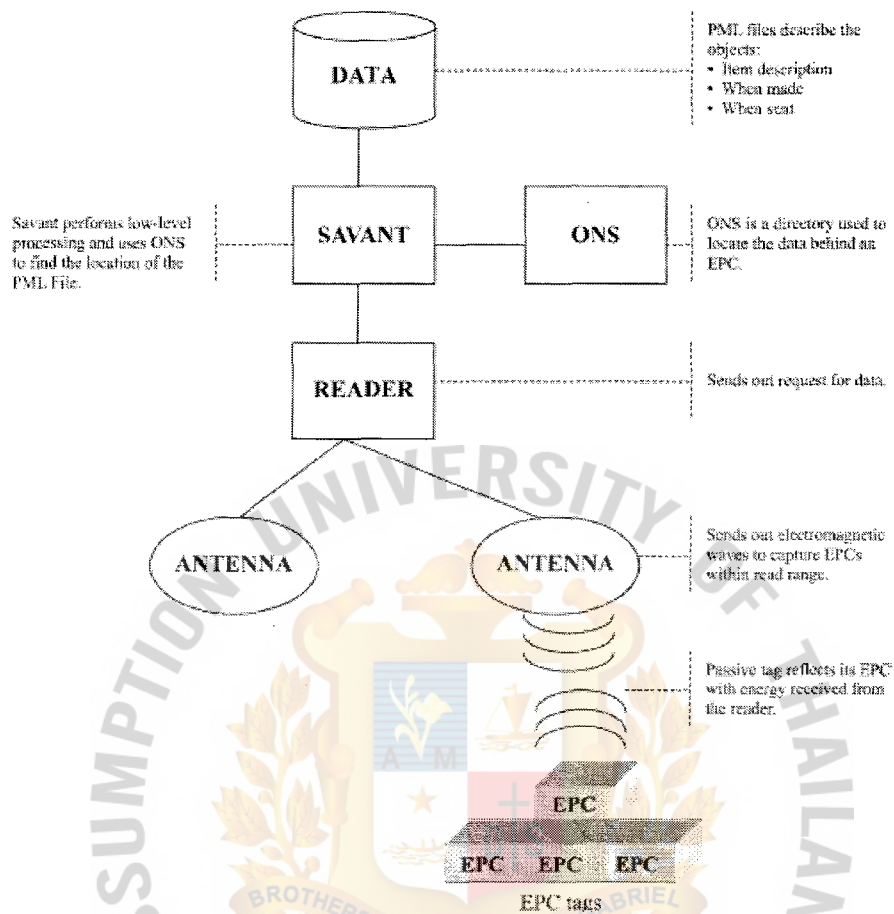 PML files describe the
objects:
• Item description
• When made
• When sent
DATA
Savant performs low-level
processing and uses ONS
to find the location of the
PML File.
SAVANT
ONS
ONS is a directory used to
locate the data behind an
EPC.
READER
Sends out request for data.
ANTENNA
ANTENNA
Sends out electromagnetic
waves to capture EPCs
within read range.
Passive tag reflects its EPC
with energy received from
the reader.
EPC
EPC EPC EPC
EPC tags
SUMPTION UNIVERSITY OF THAILAN
A M
BROTHERS
GABRIEL